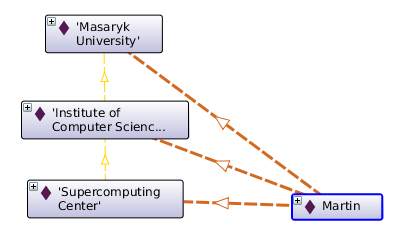 'Masaryk
University'
'Institute of
Computer Scienc...
'Supercomputing
Center'
Martin